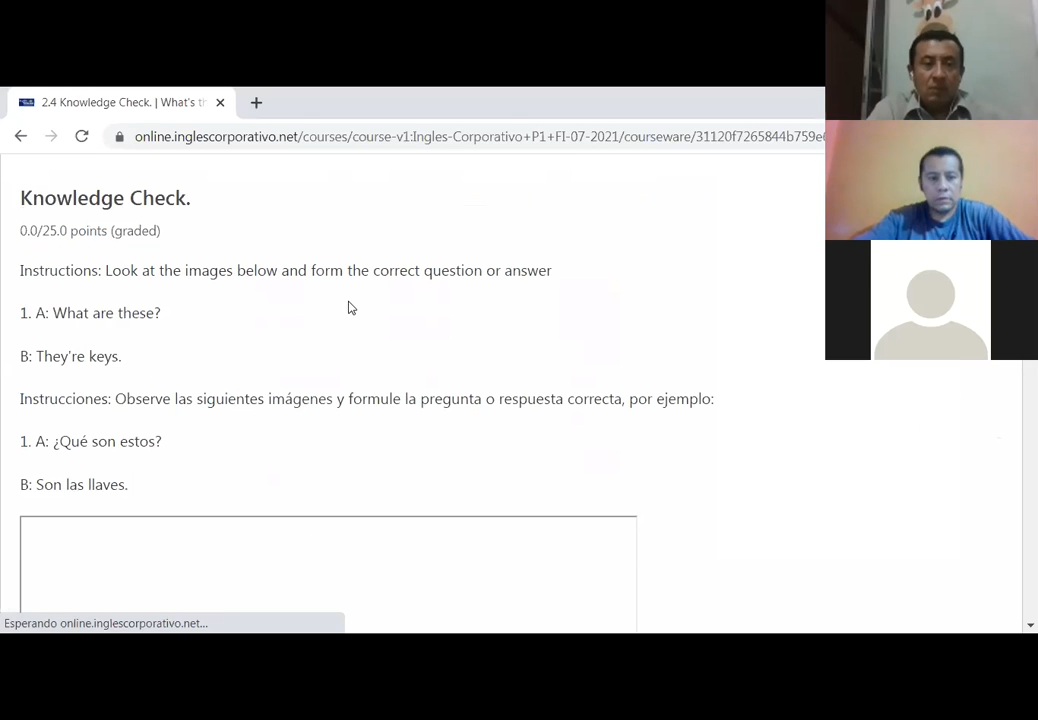 2.4 Knowledge Check. | What's th
online.inglescorporativo.net/courses/course-v1:Ingles-Corporativo+P1+FI-07-2021/courseware/31120f7265844b759e
Knowledge Check.
0.0/25.0 points (graded)
Instructions: Look at the images below and form the correct question or answer
1. A: What are these?
B: They're keys.
Instrucciones: Observe las siguientes imágenes y formule la pregunta o respuesta correcta, por ejemplo:
1. A: ¿Qué son estos?
B: Son las llaves.
Esperando online.inglescorporativo.net...